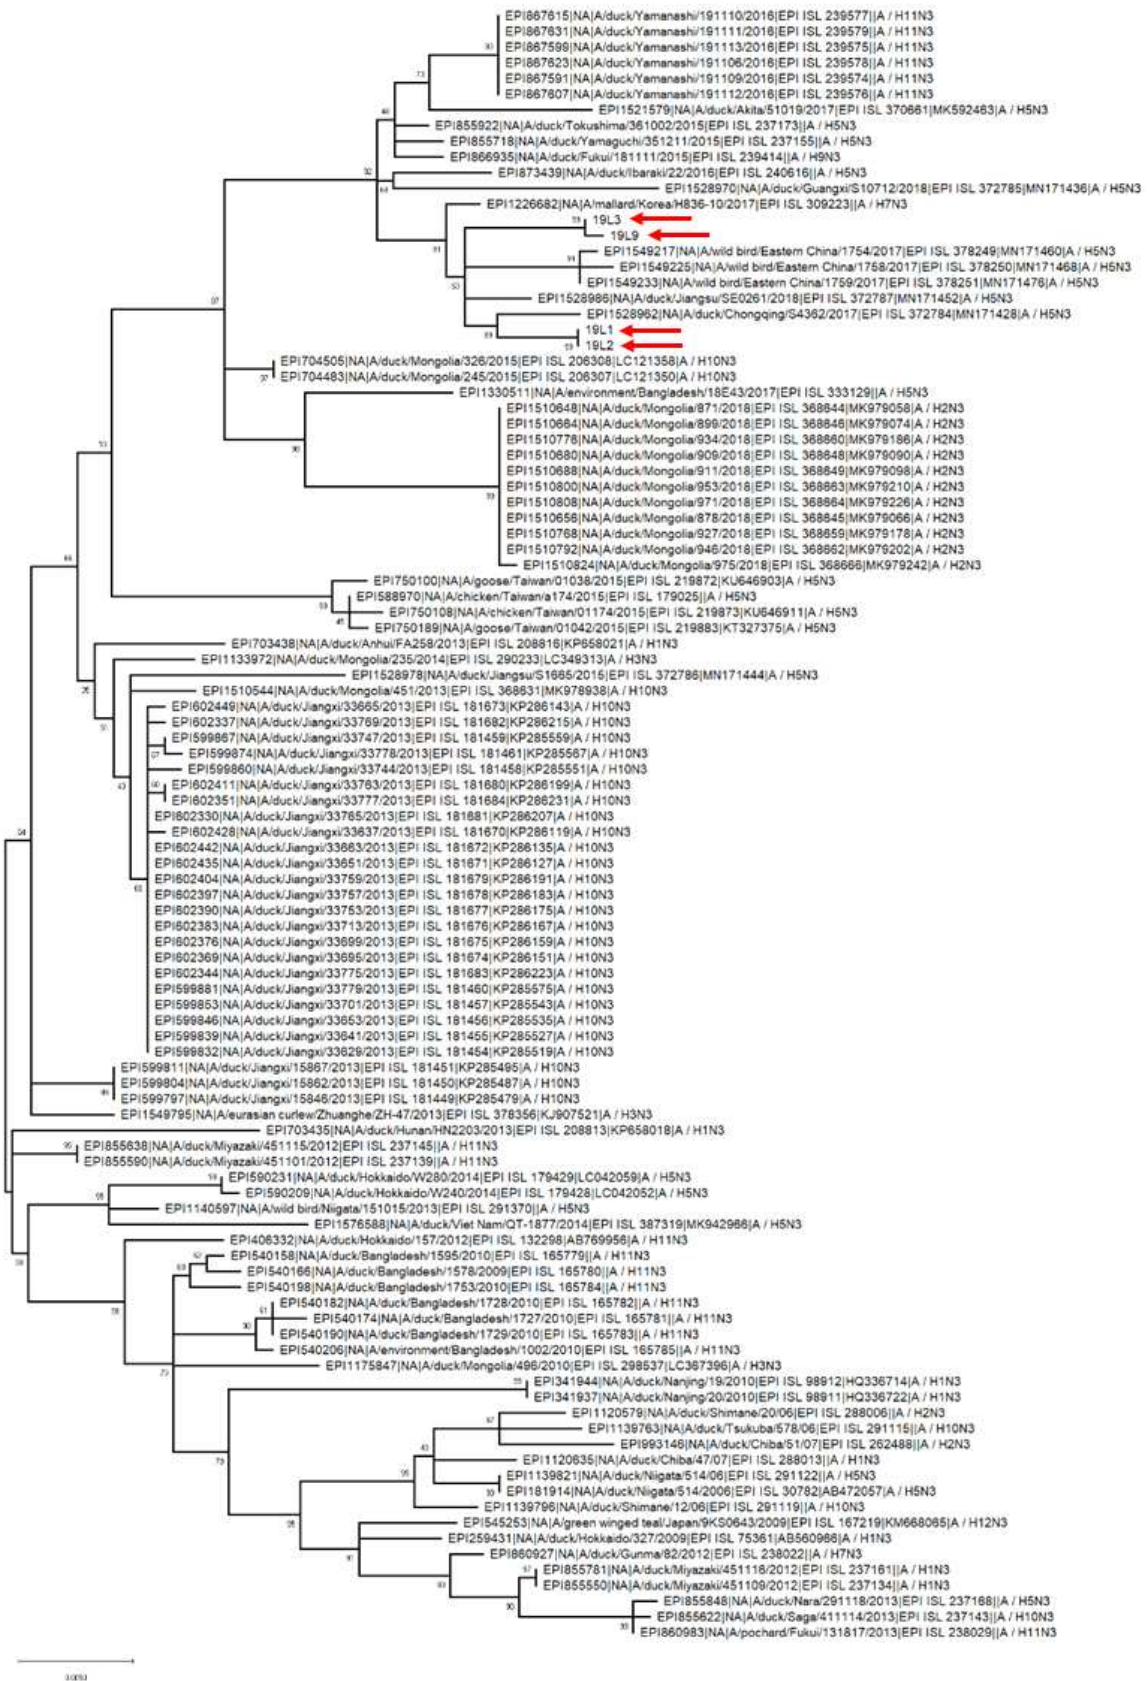 EPI867615|NA|A/duck/Yamanashi/191110/2016|EPI ISL 239577||A / H11N3
EPI867631|NA|A/duck/Yamanashi/191111/2016|EPI ISL 239579||A / H11N3
EPI867599|NA|A/duck/Yamanashi/191113/2016|EPI ISL 239575||A / H11N3
EPI867623|NA|A/duck/Yamanashi/191106/2016|EPI ISL 239578||A / H11N3
EPI867591|NA|A/duck/Yamanashi/191109/2016|EPI ISL 239574||A / H11N3
EPI867607|NA|A/duck/Yamanashi/191112/2016|EPI ISL 239576||A / H11N3
EPI1521579|NA|A/duck/Akita/51019/2017|EPI ISL 370661|MK592463|A / H5N3
EPI855922|NA|A/duck/Tokushima/361002/2015|EPI ISL 237173||A / H5N3
EPI855718|NA|A/duck/Yamaguchi/351211/2015|EPI ISL 237155||A / H5N3
EPI866935|NA|A/duck/Fukui/181111/2015|EPI ISL 239414||A / H9N3
EPI873439|NA|A/duck/Ibaraki/22/2016|EPI ISL 240616||A / H5N3
EPI1528970|NA|A/duck/Guangxi/S10712/2018|EPI ISL 372785|MN171436|A / H5N3
EPI1226682|NA|A/mallard/Korea/H836-10/2017|EPI ISL 309223||A / H7N3
19L3
19L9
EPI1549217|NA|A/wild bird/Eastern China/1754/2017|EPI ISL 378249|MN171460|A / H5N3
EPI1549225|NA|A/wild bird/Eastern China/1758/2017|EPI ISL 378250|MN171468|A / H5N3
EPI1549233|NA|A/wild bird/Eastern China/1759/2017|EPI ISL 378251|MN171476|A / H5N3
EPI1528986|NA|A/duck/Jiangsu/SE0261/2018|EPI ISL 372787|MN171452|A / H5N3
EPI1528962|NA|A/duck/Chongqing/S4362/2017|EPI ISL 372784|MN171428|A / H5N3
19L1
19L2
EPI704505|NA|A/duck/Mongolia/326/2015|EPI ISL 206308|LC121358|A / H10N3
EPI704483|NA|A/duck/Mongolia/245/2015|EPI ISL 206307|LC121350|A / H10N3
EPI1330511|NA|A/environment/Bangladesh/18E43/2017|EPI ISL 333129||A / H5N3
EPI1510648|NA|A/duck/Mongolia/871/2018|EPI ISL 368644|MK979058|A / H2N3
EPI1510664|NA|A/duck/Mongolia/899/2018|EPI ISL 368646|MK979074|A / H2N3
EPI1510776|NA|A/duck/Mongolia/934/2018|EPI ISL 368660|MK979186|A / H2N3
EPI1510680|NA|A/duck/Mongolia/909/2018|EPI ISL 368648|MK979090|A / H2N3
EPI1510688|NA|A/duck/Mongolia/911/2018|EPI ISL 368649|MK979098|A / H2N3
EPI1510800|NA|A/duck/Mongolia/953/2018|EPI ISL 368663|MK979210|A / H2N3
EPI1510808|NA|A/duck/Mongolia/971/2018|EPI ISL 368664|MK979226|A / H2N3
EPI1510656|NA|A/duck/Mongolia/878/2018|EPI ISL 368645|MK979066|A / H2N3
EPI1510768|NA|A/duck/Mongolia/927/2018|EPI ISL 368659|MK979178|A / H2N3
EPI1510792|NA|A/duck/Mongolia/946/2018|EPI ISL 368662|MK979202|A / H2N3
EPI1510824|NA|A/duck/Mongolia/975/2018|EPI ISL 368666|MK979242|A / H2N3
EPI750100|NA|A/goose/Taiwan/01038/2015|EPI ISL 219872|KU646903|A / H5N3
EPI588970|NA|A/chicken/Taiwan/a174/2015|EPI ISL 179025||A / H5N3
EPI750108|NA|A/chicken/Taiwan/01174/2015|EPI ISL 219873|KU646911|A / H5N3
EPI750189|NA|A/goose/Taiwan/01042/2015|EPI ISL 219883|KT327375|A / H5N3
EPI703438|NA|A/duck/Anhui/FA258/2013|EPI ISL 208816|KP658021|A / H1N3
EPI1133972|NA|A/duck/Mongolia/235/2014|EPI ISL 290233|LC349313|A / H3N3
EPI1528978|NA|A/duck/Jiangsu/S1665/2015|EPI ISL 372786|MN171444|A / H5N3
EPI1510544|NA|A/duck/Mongolia/451/2013|EPI ISL 368631|MK978938|A / H10N3
EPI602449|NA|A/duck/Jiangxi/33665/2013|EPI ISL 181673|KP286143|A / H10N3
EPI602337|NA|A/duck/Jiangxi/33769/2013|EPI ISL 181682|KP286215|A / H10N3
EPI599867|NA|A/duck/Jiangxi/33747/2013|EPI ISL 181459|KP285559|A / H10N3
EPI599874|NA|A/duck/Jiangxi/33778/2013|EPI ISL 181461|KP285567|A / H10N3
EPI599860|NA|A/duck/Jiangxi/33744/2013|EPI ISL 181458|KP285551|A / H10N3
EPI602411|NA|A/duck/Jiangxi/33763/2013|EPI ISL 181680|KP286199|A / H10N3
EPI602351|NA|A/duck/Jiangxi/33777/2013|EPI ISL 181684|KP286231|A / H10N3
EPI602330|NA|A/duck/Jiangxi/33765/2013|EPI ISL 181681|KP286207|A / H10N3
EPI602428|NA|A/duck/Jiangxi/33637/2013|EPI ISL 181670|KP286119|A / H10N3
EPI602442|NA|A/duck/Jiangxi/33663/2013|EPI ISL 181672|KP286135|A / H10N3
EPI602435|NA|A/duck/Jiangxi/33651/2013|EPI ISL 181671|KP286127|A / H10N3
EPI602404|NA|A/duck/Jiangxi/33759/2013|EPI ISL 181679|KP286191|A / H10N3
EPI602397|NA|A/duck/Jiangxi/33757/2013|EPI ISL 181678|KP286183|A / H10N3
EPI602390|NA|A/duck/Jiangxi/33753/2013|EPI ISL 181677|KP286175|A / H10N3
EPI602383|NA|A/duck/Jiangxi/33713/2013|EPI ISL 181676|KP286167|A / H10N3
EPI602376|NA|A/duck/Jiangxi/33699/2013|EPI ISL 181675|KP286159|A / H10N3
EPI602369|NA|A/duck/Jiangxi/33695/2013|EPI ISL 181674|KP286151|A / H10N3
EPI602344|NA|A/duck/Jiangxi/33775/2013|EPI ISL 181683|KP286223|A / H10N3
EPI599881|NA|A/duck/Jiangxi/33779/2013|EPI ISL 181460|KP285575|A / H10N3
EPI599853|NA|A/duck/Jiangxi/33701/2013|EPI ISL 181457|KP285543|A / H10N3
EPI599846|NA|A/duck/Jiangxi/33653/2013|EPI ISL 181456|KP285535|A / H10N3
EPI599839|NA|A/duck/Jiangxi/33641/2013|EPI ISL 181455|KP285527|A / H10N3
EPI599832|NA|A/duck/Jiangxi/33629/2013|EPI ISL 181454|KP285519|A / H10N3
EPI599811|NA|A/duck/Jiangxi/15867/2013|EPI ISL 181451|KP285495|A / H10N3
EPI599804|NA|A/duck/Jiangxi/15862/2013|EPI ISL 181450|KP285487|A / H10N3
EPI599797|NA|A/duck/Jiangxi/15846/2013|EPI ISL 181449|KP285479|A / H10N3
EPI1549795|NA|A/eurasian curlew/Zhuanghe/ZH-47/2013|EPI ISL 378356|KJ907521|A / H3N3
EPI703435|NA|A/duck/Hunan/HN2203/2013|EPI ISL 208813|KP658018|A / H1N3
EPI855638|NA|A/duck/Miyazaki/451115/2012|EPI ISL 237145||A / H11N3
EPI855590|NA|A/duck/Miyazaki/451101/2012|EPI ISL 237139||A / H11N3
EPI590231|NA|A/duck/Hokkaido/W280/2014|EPI ISL 179429|LC042059|A / H5N3
EPI590209|NA|A/duck/Hokkaido/W240/2014|EPI ISL 179428|LC042052|A / H5N3
EPI1140597|NA|A/wild bird/Niigata/151015/2013|EPI ISL 291370||A / H5N3
EPI1576588|NA|A/duck/Viet Nam/QT-1877/2014|EPI ISL 387319|MK942966|A / H5N3
EPI406332|NA|A/duck/Hokkaido/157/2012|EPI ISL 132298|AB769956|A / H11N3
EPI540158|NA|A/duck/Bangladesh/1595/2010|EPI ISL 165779||A / H11N3
EPI540166|NA|A/duck/Bangladesh/1578/2009|EPI ISL 165780||A / H11N3
EPI540198|NA|A/duck/Bangladesh/1753/2010|EPI ISL 165784||A / H11N3
EPI540182|NA|A/duck/Bangladesh/1728/2010|EPI ISL 165782||A / H11N3
EPI540174|NA|A/duck/Bangladesh/1727/2010|EPI ISL 165781||A / H11N3
EPI540190|NA|A/duck/Bangladesh/1729/2010|EPI ISL 165783||A / H11N3
EPI540206|NA|A/environment/Bangladesh/1002/2010|EPI ISL 165785||A / H11N3
EPI1175847|NA|A/duck/Mongolia/496/2010|EPI ISL 298537|LC367396|A / H3N3
EPI341944|NA|A/duck/Nanjing/19/2010|EPI ISL 98912|HQ336714|A / H1N3
EPI341937|NA|A/duck/Nanjing/20/2010|EPI ISL 98911|HQ336722|A / H1N3
EPI1120579|NA|A/duck/Shimane/20/06|EPI ISL 288006||A / H2N3
EPI1139763|NA|A/duck/Tsukuba/578/06|EPI ISL 291115||A / H10N3
EPI993146|NA|A/duck/Chiba/51/07|EPI ISL 262488||A / H2N3
EPI1120635|NA|A/duck/Chiba/47/07|EPI ISL 288013||A / H1N3
EPI1139821|NA|A/duck/Niigata/514/06|EPI ISL 291122||A / H5N3
EPI181914|NA|A/duck/Niigata/514/2006|EPI ISL 30782|AB472057|A / H5N3
EPI1139796|NA|A/duck/Shimane/12/06|EPI ISL 291119||A / H10N3
EPI545253|NA|A/green winged teal/Japan/9KS0643/2009|EPI ISL 167219|KM668065|A / H12N3
EPI259431|NA|A/duck/Hokkaido/327/2009|EPI ISL 75361|AB560966|A / H1N3
EPI860927|NA|A/duck/Gunma/82/2012|EPI ISL 238022||A / H7N3
EPI855781|NA|A/duck/Miyazaki/451116/2012|EPI ISL 237161||A / H1N3
EPI855550|NA|A/duck/Miyazaki/451109/2012|EPI ISL 237134||A / H1N3
EPI855848|NA|A/duck/Nara/291118/2013|EPI ISL 237168||A / H5N3
EPI855622|NA|A/duck/Saga/411114/2013|EPI ISL 237143||A / H10N3
EPI860983|NA|A/pochard/Fukui/131817/2013|EPI ISL 238029||A / H11N3